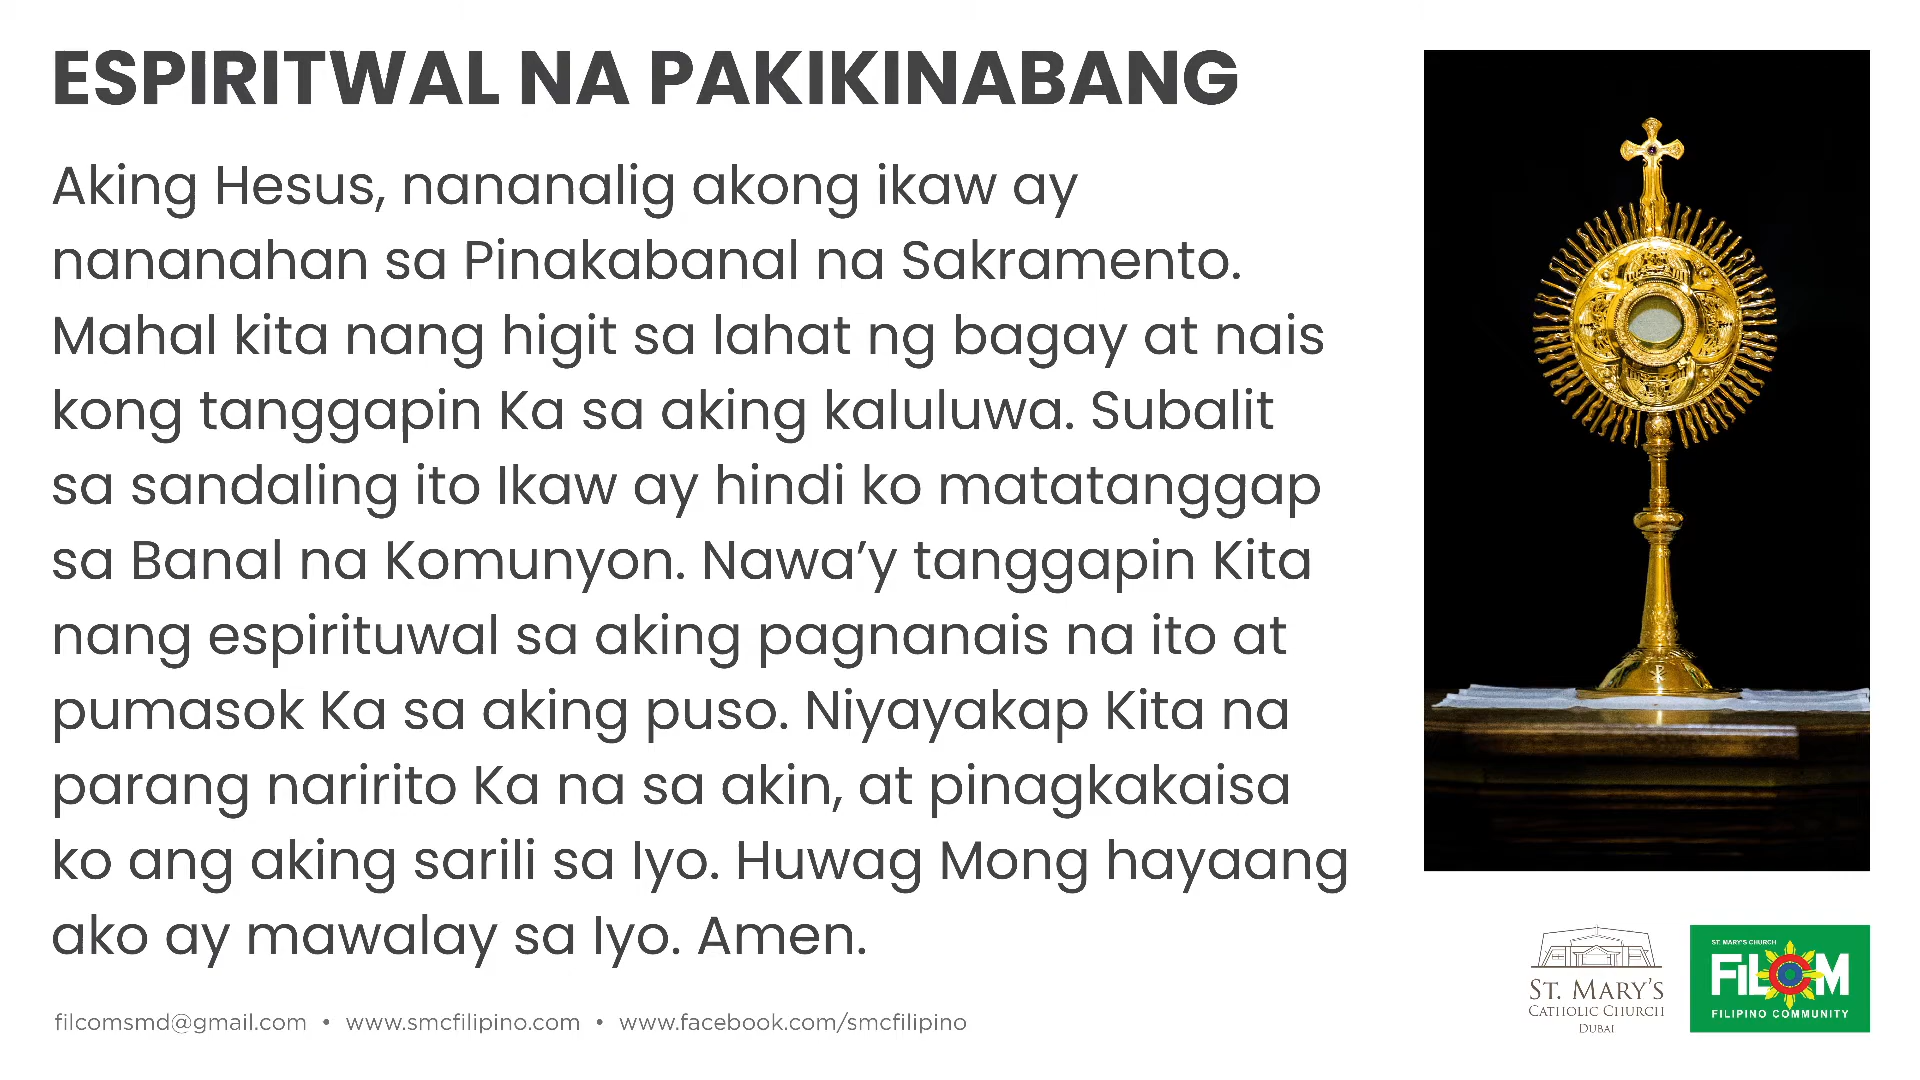 ESPIRITWAL NA PAKIKINABANG
Aking Hesus, nananalig akong ikaw ay
nananahan sa Pinakabanal na Sakramento.
Mahal kita nang higit sa lahat ng bagay at nais
kong tanggapin Ka sa aking kaluluwa. Subalit
sa sandaling ito Ikaw ay hindi ko matatanggap
sa Banal na Komunyon. Nawa’y tanggapin Kita
nang espirituwal sa aking pagnanais na ito at
pumasok Ka sa aking puso. Niyayakap Kita na
parang naririto Ka na sa akin, at pinagkakaisa
ko ang aking sarili sa Iyo. Huwag Mong hayaang
ako ay mawalay sa Iyo. Amen.
filcomsmd@gmail.com • www.smcfilipino.com • www.facebook.com/smcfilipino
ST. MARY'S
CATHOLIC CHURCH
DUBAI
ST. MARY'S CHURCH
FILCOM
FILIPINO COMMUNITY